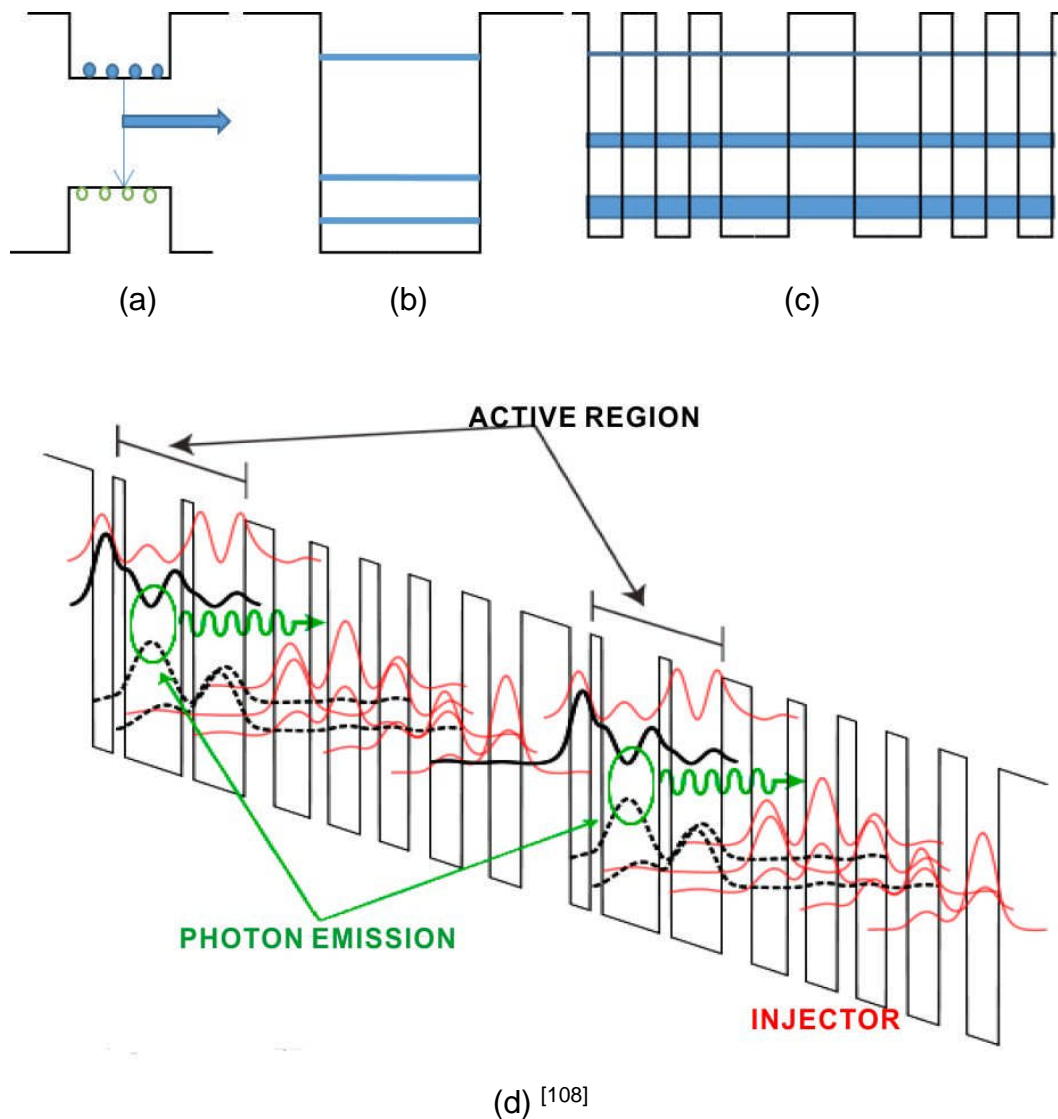 (a)
(b)
(c)
ACTIVE REGION
PHOTON EMISSION
INJECTOR
(d) [108]